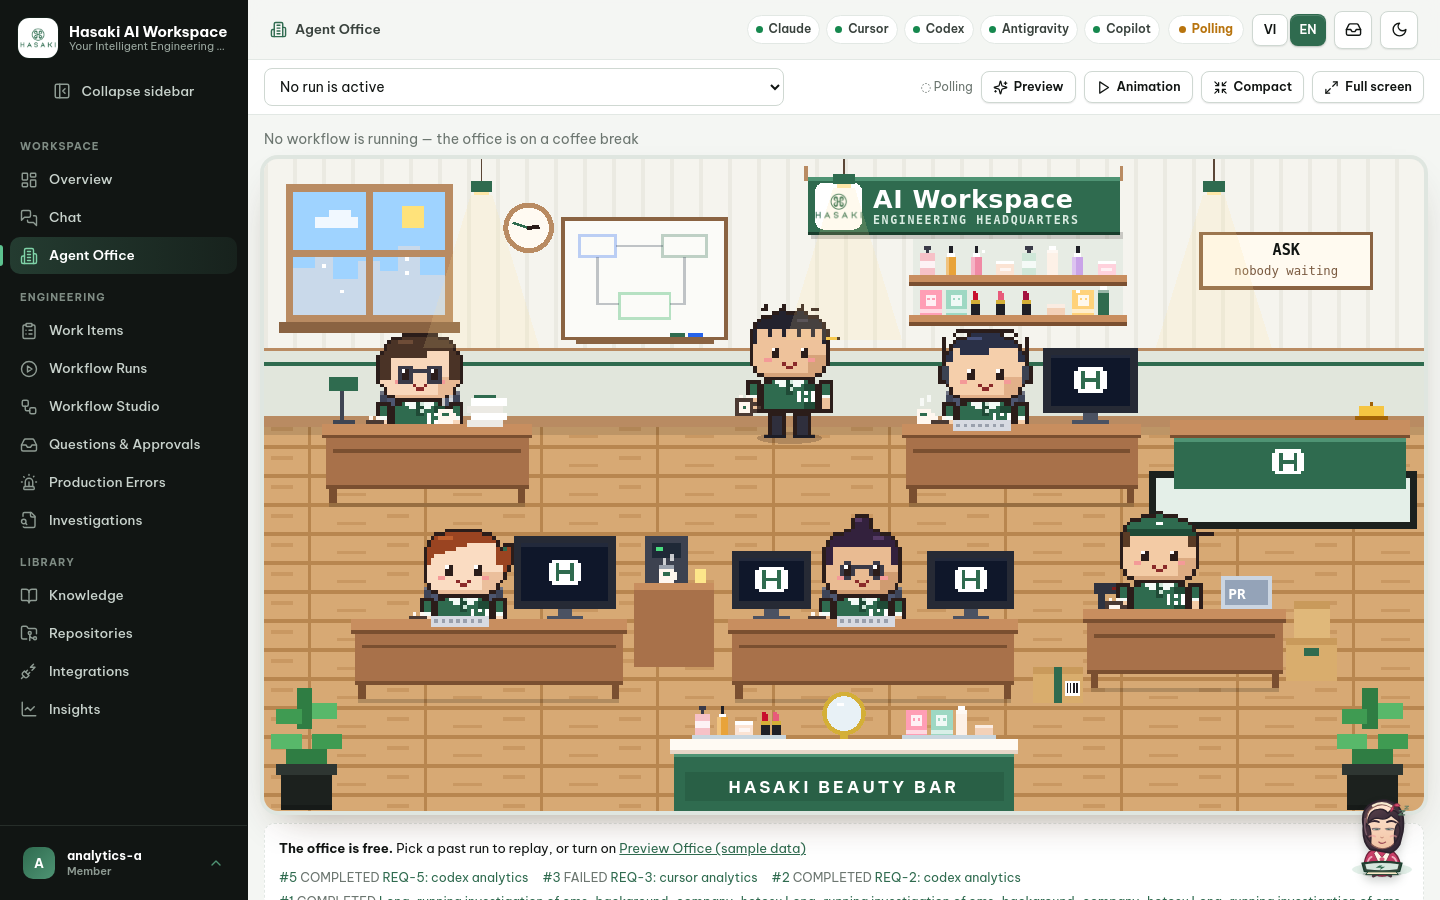 HASAKI
Hasaki AI Workspace
Your Intelligent Engineering ...
Collapse sidebar
WORKSPACE
Overview
Chat
Agent Office
ENGINEERING
Work Items
Workflow Runs
Workflow Studio
Questions & Approvals
Production Errors
Investigations
LIBRARY
Knowledge
Repositories
Integrations
Insights
A
analytics-a
Member
Agent Office
Claude
Cursor
Codex
Antigravity
Copilot
Polling
VI
EN
No run is active
Polling
Preview
Animation
Compact
Full screen
No workflow is running — the office is on a coffee break
HASAKI
AI Workspace
ENGINEERING HEADQUARTERS
ASK
nobody waiting
H
H
H
H
H
PR
HASAKI BEAUTY BAR
The office is free. Pick a past run to replay, or turn on Preview Office (sample data)
#5 COMPLETED REQ-5: codex analytics #3 FAILED REQ-3: cursor analytics #2 COMPLETED REQ-2: codex analytics